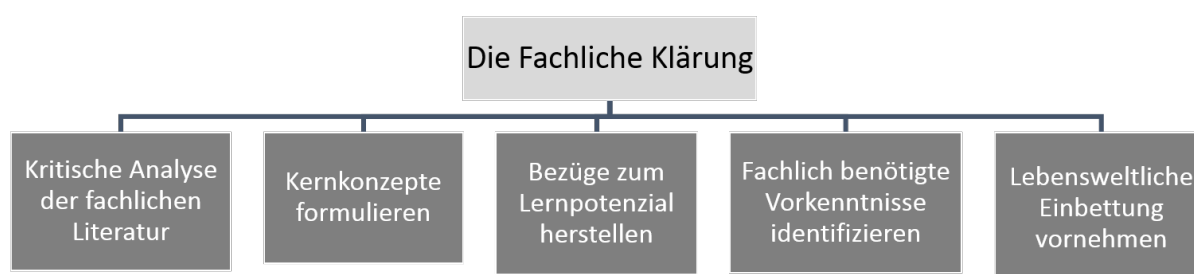 Die Fachliche Klärung
Kritische Analyse
der fachlichen
Literatur
Kernkonzepte
formulieren
Bezüge zum
Lernpotenzial
herstellen
Fachlich benötigte
Vorkenntnisse
identifizieren
Lebensweltliche
Einbettung
vornehmen